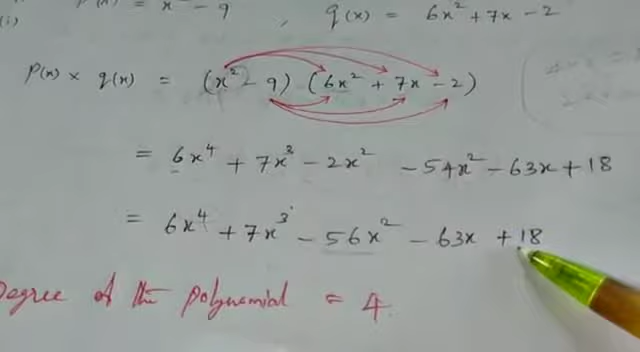 (i) p(x) = x² - 9 , q(x) = 6x² + 7x - 2
P(x) × q(x) = (x² - 9) (6x² + 7x - 2)
= 6x⁴ + 7x³ - 2x² - 54x² - 63x + 18
= 6x⁴ + 7x³ - 56x² - 63x + 18
Degree of the polynomial = 4